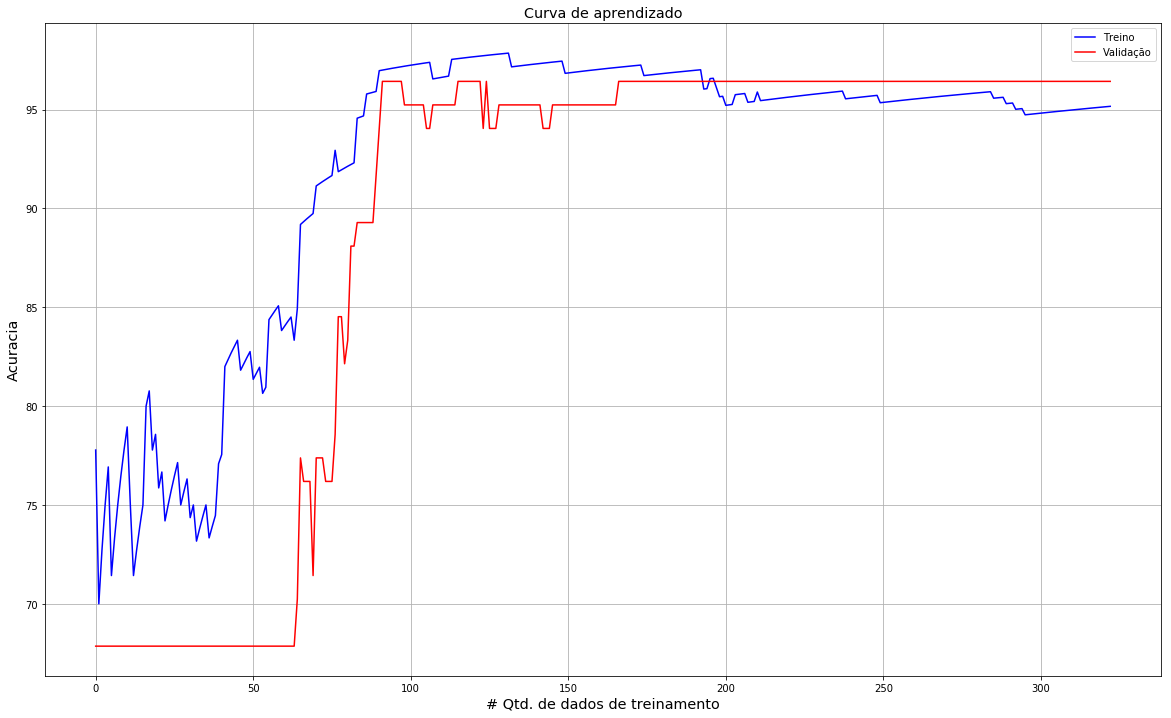 Curva de aprendizado
Treino
Validação
Acuracia
95
90
85
80
75
70
0 50 100 150 200 250 300
# Qtd. de dados de treinamento